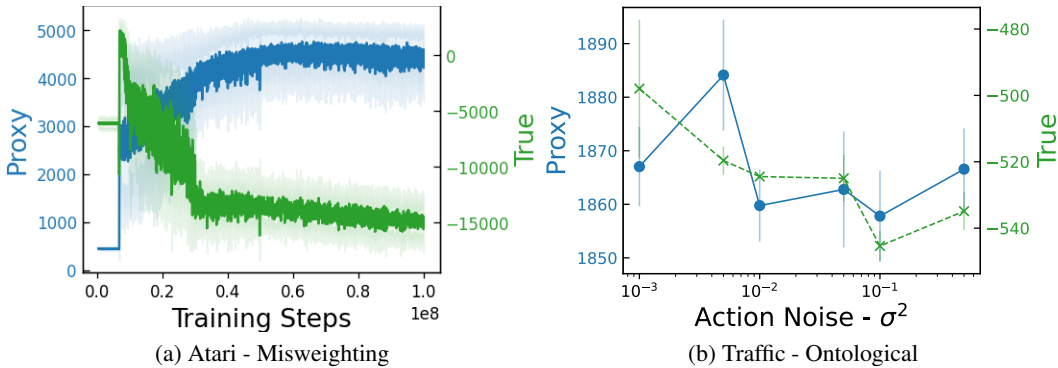 5000
4000
3000
2000
1000
0
Proxy
0
−5000
−10000
−15000
True
0.0 0.2 0.4 0.6 0.8 1.0
1e8
Training Steps
(a) Atari - Misweighting
1890
1880
1870
1860
1850
Proxy
−480
−500
−520
−540
True
10⁻³ 10⁻² 10⁻¹
Action Noise - σ²
(b) Traffic - Ontological